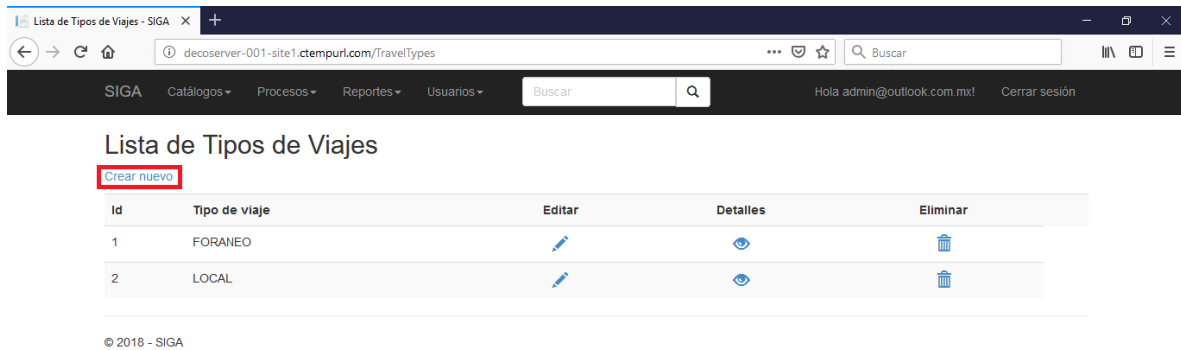 Lista de Tipos de Viajes - SIGA
decoserver-001-site1.ctempurl.com/TravelTypes
Buscar
SIGA Catálogos Procesos Reportes Usuarios Buscar Hola admin@outlook.com.mx! Cerrar sesión
Lista de Tipos de Viajes
Crear nuevo
Id Tipo de viaje Editar Detalles Eliminar
1 FORANEO
2 LOCAL
© 2018 - SIGA